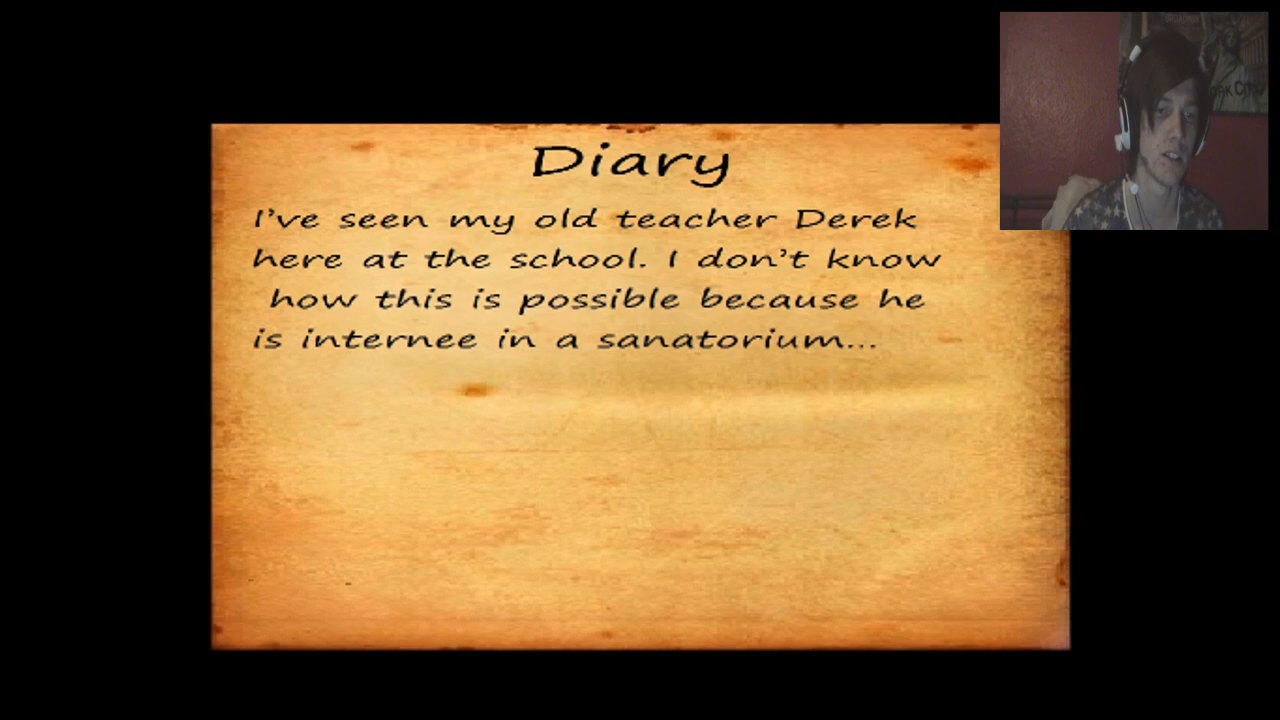 Diary
I've seen my old teacher Derek
here at the school. I don't know
how this is possible because he
is internee in a sanatorium...